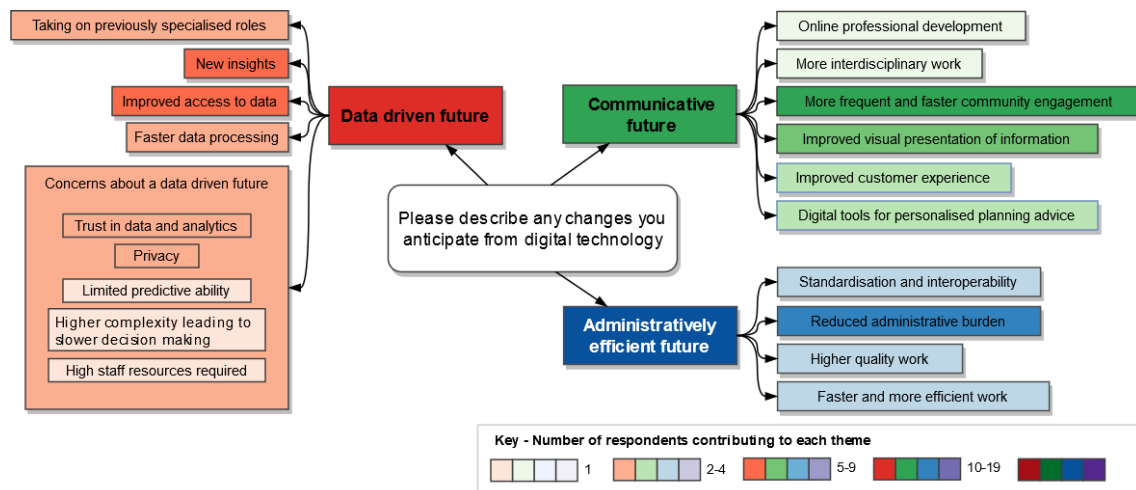 Taking on previously specialised roles
New insights
Improved access to data
Faster data processing
Concerns about a data driven future
Trust in data and analytics
Privacy
Limited predictive ability
Higher complexity leading to
slower decision making
High staff resources required
Data driven future
Communicative
future
Please describe any changes you
anticipate from digital technology
Administratively
efficient future
Online professional development
More interdisciplinary work
More frequent and faster community engagement
Improved visual presentation of information
Improved customer experience
Digital tools for personalised planning advice
Standardisation and interoperability
Reduced administrative burden
Higher quality work
Faster and more efficient work
Key - Number of respondents contributing to each theme
1
2-4
5-9
10-19